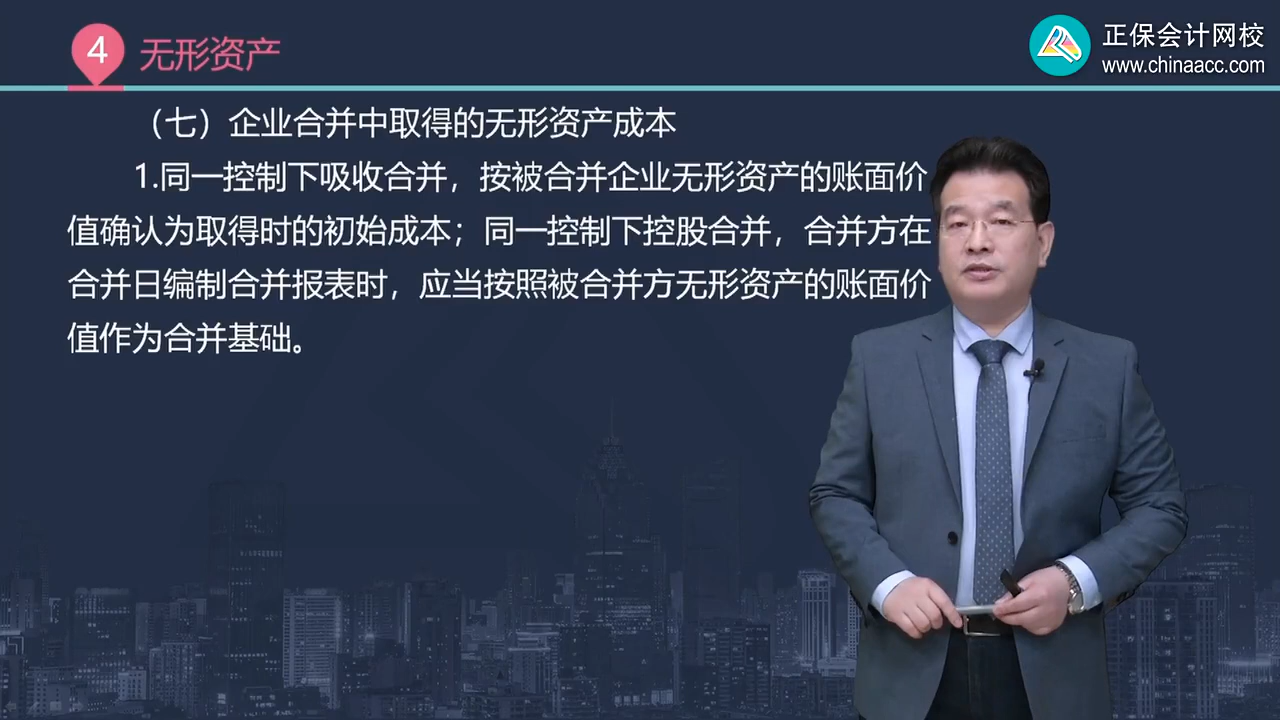 4 无形资产
正保会计网校
www.chinaacc.com
（七）企业合并中取得的无形资产成本
1.同一控制下吸收合并，按被合并企业无形资产的账面价
值确认为取得时的初始成本；同一控制下控股合并，合并方在
合并日编制合并报表时，应当按照被合并方无形资产的账面价
值作为合并基础。